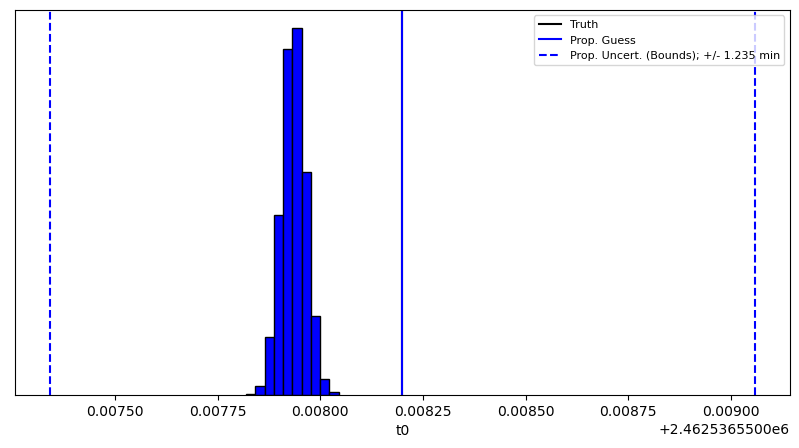 Truth
Prop. Guess
Prop. Uncert. (Bounds); +/- 1.235 min
0.00750 0.00775 0.00800 0.00825 0.00850 0.00875 0.00900
t0
+2.4625365500e6